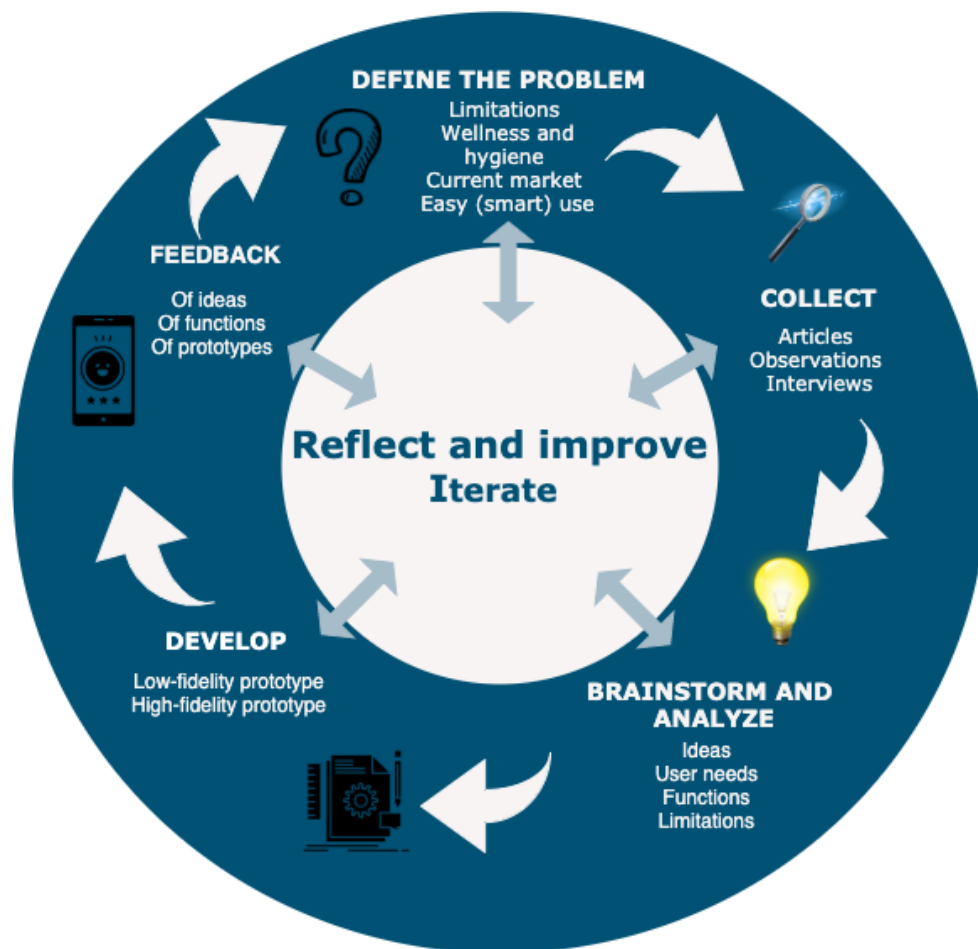 DEFINE THE PROBLEM
Limitations
Wellness and
hygiene
Current market
Easy (smart) use
COLLECT
Articles
Observations
Interviews
BRAINSTORM AND
ANALYZE
Ideas
User needs
Functions
Limitations
DEVELOP
Low-fidelity prototype
High-fidelity prototype
FEEDBACK
Of ideas
Of functions
Of prototypes
Reflect and improve
Iterate